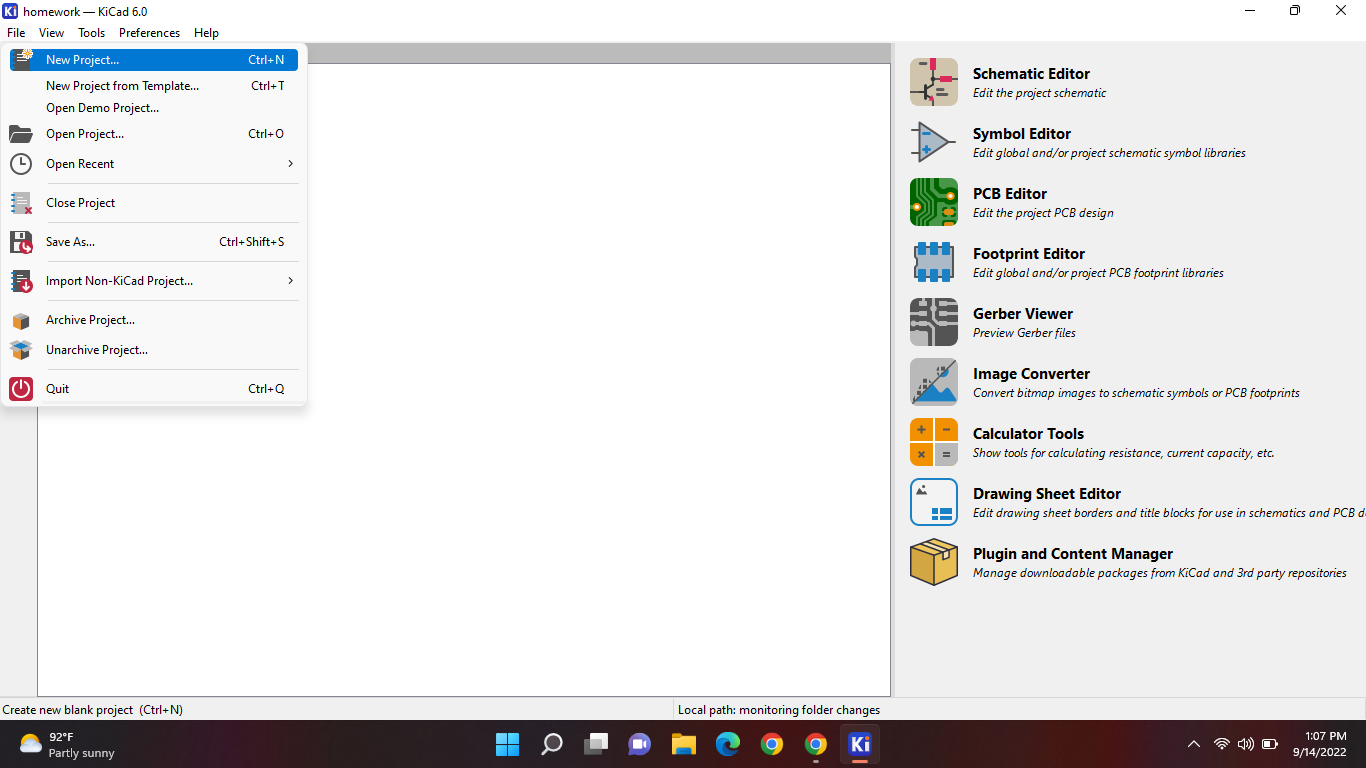 Ki homework — KiCad 6.0
File View Tools Preferences Help
New Project... Ctrl+N
New Project from Template... Ctrl+T
Open Demo Project...
Open Project... Ctrl+O
Open Recent
Close Project
Save As... Ctrl+Shift+S
Import Non-KiCad Project...
Archive Project...
Unarchive Project...
Quit Ctrl+Q
Schematic Editor
Edit the project schematic
Symbol Editor
Edit global and/or project schematic symbol libraries
PCB Editor
Edit the project PCB design
Footprint Editor
Edit global and/or project PCB footprint libraries
Gerber Viewer
Preview Gerber files
Image Converter
Convert bitmap images to schematic symbols or PCB footprints
Calculator Tools
Show tools for calculating resistance, current capacity, etc.
Drawing Sheet Editor
Edit drawing sheet borders and title blocks for use in schematics and PCB d
Plugin and Content Manager
Manage downloadable packages from KiCad and 3rd party repositories
Create new blank project (Ctrl+N)
Local path: monitoring folder changes
92°F
Partly sunny
Ki
1:07 PM
9/14/2022